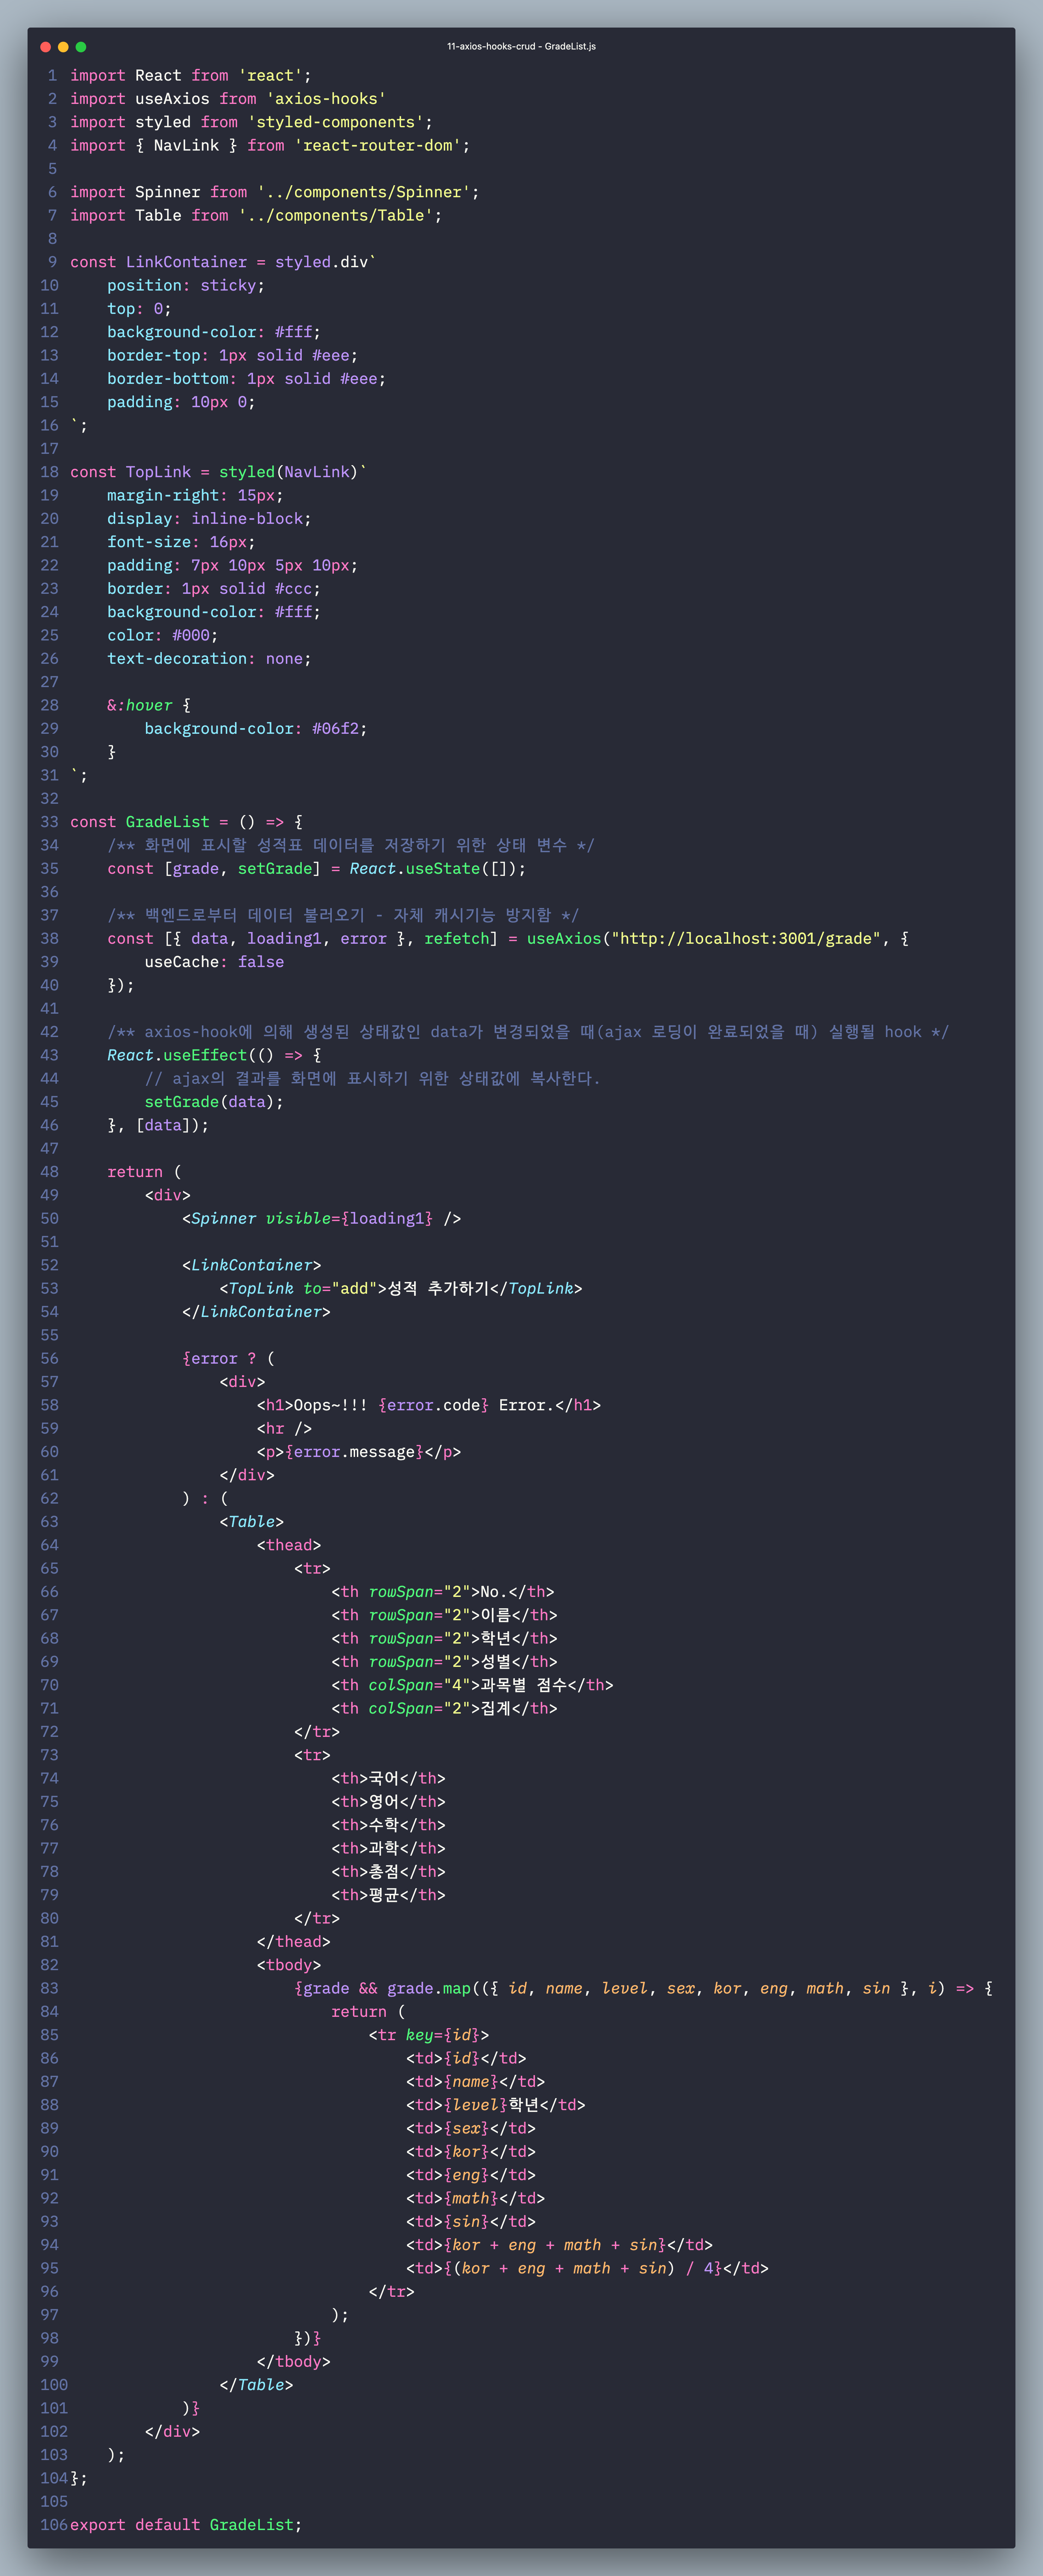 11-axios-hooks-crud - GradeList.js
1 import React from 'react';
2 import useAxios from 'axios-hooks'
3 import styled from 'styled-components';
4 import { NavLink } from 'react-router-dom';
5
6 import Spinner from '../components/Spinner';
7 import Table from '../components/Table';
8
9 const LinkContainer = styled.div`
10     position: sticky;
11     top: 0;
12     background-color: #fff;
13     border-top: 1px solid #eee;
14     border-bottom: 1px solid #eee;
15     padding: 10px 0;
16 `;
17
18 const TopLink = styled(NavLink)`
19     margin-right: 15px;
20     display: inline-block;
21     font-size: 16px;
22     padding: 7px 10px 5px 10px;
23     border: 1px solid #ccc;
24     background-color: #fff;
25     color: #000;
26     text-decoration: none;
27
28     &:hover {
29         background-color: #06f2;
30     }
31 `;
32
33 const GradeList = () => {
34     /** 화면에 표시할 성적표 데이터를 저장하기 위한 상태 변수 */
35     const [grade, setGrade] = React.useState([]);
36
37     /** 백엔드로부터 데이터 불러오기 - 자체 캐시기능 방지함 */
38     const [{ data, loading1, error }, refetch] = useAxios("http://localhost:3001/grade", {
39         useCache: false
40     });
41
42     /** axios-hook에 의해 생성된 상태값인 data가 변경되었을 때(ajax 로딩이 완료되었을 때) 실행될 hook */
43     React.useEffect(() => {
44         // ajax의 결과를 화면에 표시하기 위한 상태값에 복사한다.
45         setGrade(data);
46     }, [data]);
47
48     return (
49         <div>
50             <Spinner visible={loading1} />
51
52             <LinkContainer>
53                 <TopLink to="add">성적 추가하기</TopLink>
54             </LinkContainer>
55
56             {error ? (
57                 <div>
58                     <h1>Oops~!!! {error.code} Error.</h1>
59                     <hr />
60                     <p>{error.message}</p>
61                 </div>
62             ) : (
63                 <Table>
64                     <thead>
65                         <tr>
66                             <th rowSpan="2">No.</th>
67                             <th rowSpan="2">이름</th>
68                             <th rowSpan="2">학년</th>
69                             <th rowSpan="2">성별</th>
70                             <th colSpan="4">과목별 점수</th>
71                             <th colSpan="2">집계</th>
72                         </tr>
73                         <tr>
74                             <th>국어</th>
75                             <th>영어</th>
76                             <th>수학</th>
77                             <th>과학</th>
78                             <th>총점</th>
79                             <th>평균</th>
80                         </tr>
81                     </thead>
82                     <tbody>
83                         {grade && grade.map(({ id, name, level, sex, kor, eng, math, sin }, i) => {
84                             return (
85                                 <tr key={id}>
86                                     <td>{id}</td>
87                                     <td>{name}</td>
88                                     <td>{level}학년</td>
89                                     <td>{sex}</td>
90                                     <td>{kor}</td>
91                                     <td>{eng}</td>
92                                     <td>{math}</td>
93                                     <td>{sin}</td>
94                                     <td>{kor + eng + math + sin}</td>
95                                     <td>{(kor + eng + math + sin) / 4}</td>
96                                 </tr>
97                             );
98                         })}
99                     </tbody>
100                 </Table>
101             )}
102         </div>
103     );
104 };
105
106 export default GradeList;